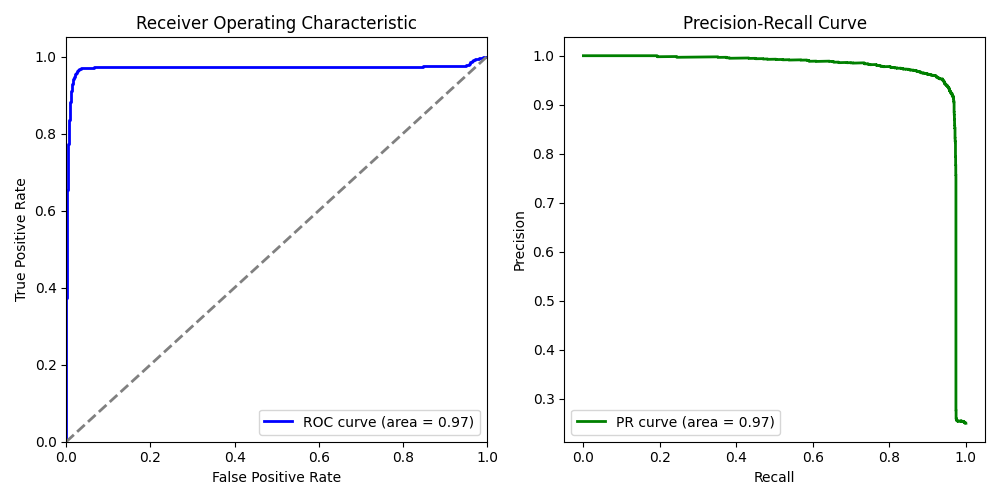 Receiver Operating Characteristic
True Positive Rate
1.0
0.8
0.6
0.4
0.2
0.0
ROC curve (area = 0.97)
0.0 0.2 0.4 0.6 0.8 1.0
False Positive Rate
Precision-Recall Curve
Precision
1.0
0.9
0.8
0.7
0.6
0.5
0.4
0.3
PR curve (area = 0.97)
0.0 0.2 0.4 0.6 0.8 1.0
Recall